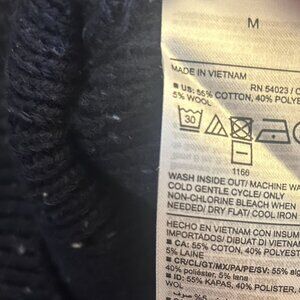 M
MADE IN VIETNAM
RN 54023 / C
■ US: 55% COTTON, 40% POLYE
5% WOOL
30
1166
WASH INSIDE OUT/ MACHINE WA
COLD GENTLE CYCLE/ ONLY
NON-CHLORINE BLEACH WHEN
NEEDED/ DRY FLAT/ COOL IRON
HECHO EN VIETNAM CON INSUM
IMPORTADOS/ DIBUAT DI VIETNA
■ CA: 55% COTON, 40% POLYEST
5% LAINE
■ CR/CL/GT/MX/PA/PE/SV: 55% alg
40% poliéster, 5% lana
■ ID: 55% KAPAS, 40% POLIEST
WOL